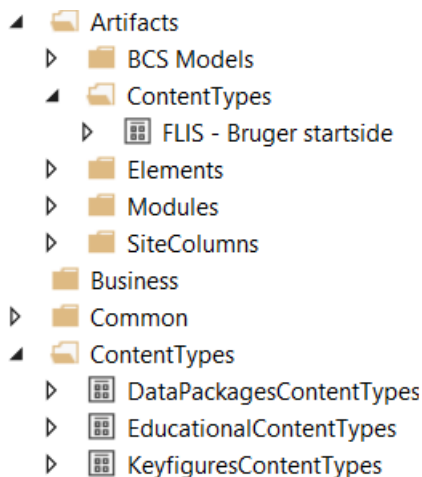 Artifacts
BCS Models
ContentTypes
FLIS - Bruger startside
Elements
Modules
SiteColumns
Business
Common
ContentTypes
DataPackagesContentTypes
EducationalContentTypes
KeyfiguresContentTypes